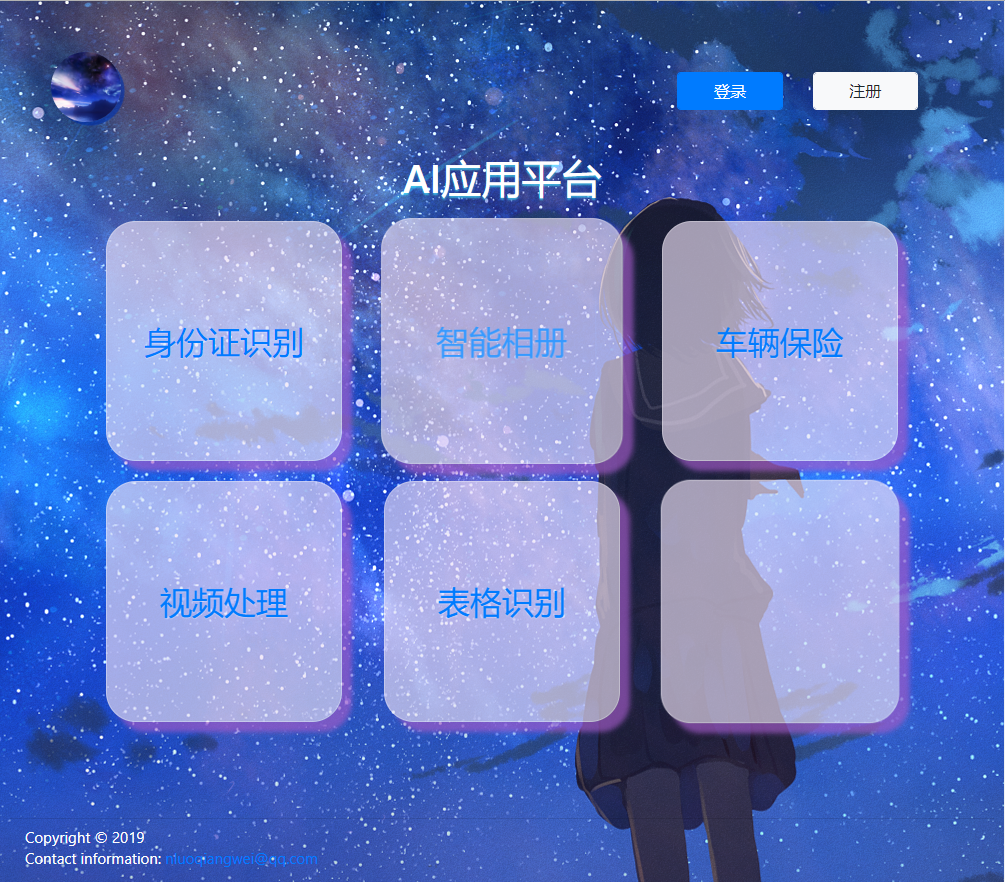 登录 注册
AI应用平台
身份证识别 智能相册 车辆保险
视频处理 表格识别
Copyright © 2019
Contact information: niuoqiangwei@qq.com